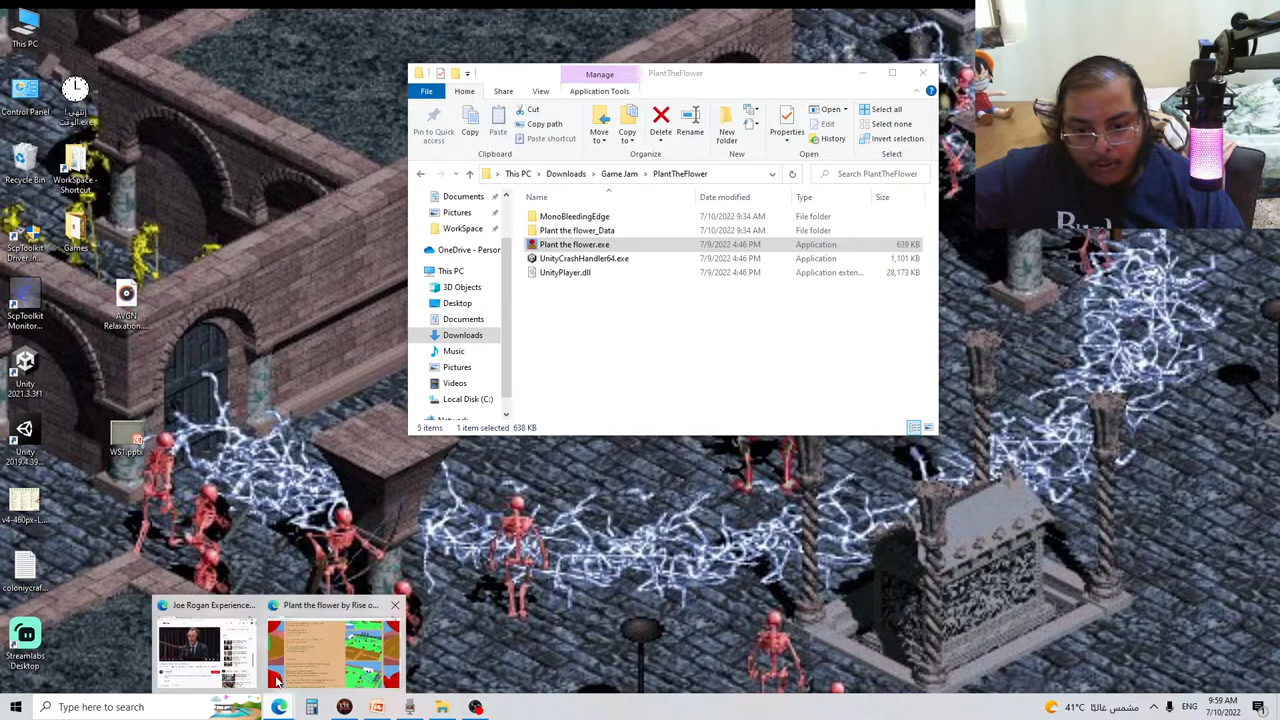 This PC
Control Panel
Recycle Bin
WorkSpace - Shortcut
ScpToolkit Driver In...
Games
ScpToolkit Monitor...
AVGN Relaxation....
Unity 2021.3.3f1
Unity 2019.4.39...
WS1.pptx
v4-460px-L...
coloniycraf...
Streamlabs Desktop
Manage
PlantTheFlower
File
Home
Share
View
Application Tools
Pin to Quick access
Copy
Paste
Cut
Copy path
Paste shortcut
Clipboard
Move to
Copy to
Delete
Rename
Organize
New folder
New
Properties
Open
Edit
History
Open
Select all
Select none
Invert selection
Select
This PC > Downloads > Game Jam > PlantTheFlower
Search PlantTheFlower
Name
Date modified
Type
Size
MonoBleedingEdge 7/10/2022 9:34 AM File folder
Plant the flower_Data 7/10/2022 9:34 AM File folder
Plant the flower.exe 7/9/2022 4:46 PM Application 639 KB
UnityCrashHandler64.exe 7/9/2022 4:46 PM Application 1,101 KB
UnityPlayer.dll 7/9/2022 4:46 PM Application exten... 28,173 KB
Documents
Pictures
WorkSpace
OneDrive - Person
This PC
3D Objects
Desktop
Documents
Downloads
Music
Pictures
Videos
Local Disk (C:)
5 items 1 item selected 638 KB
Joe Rogan Experience...
Plant the flower by Rise o...
Type here to search
41°C مشمس غالبًا
ENG
9:59 AM
7/10/2022